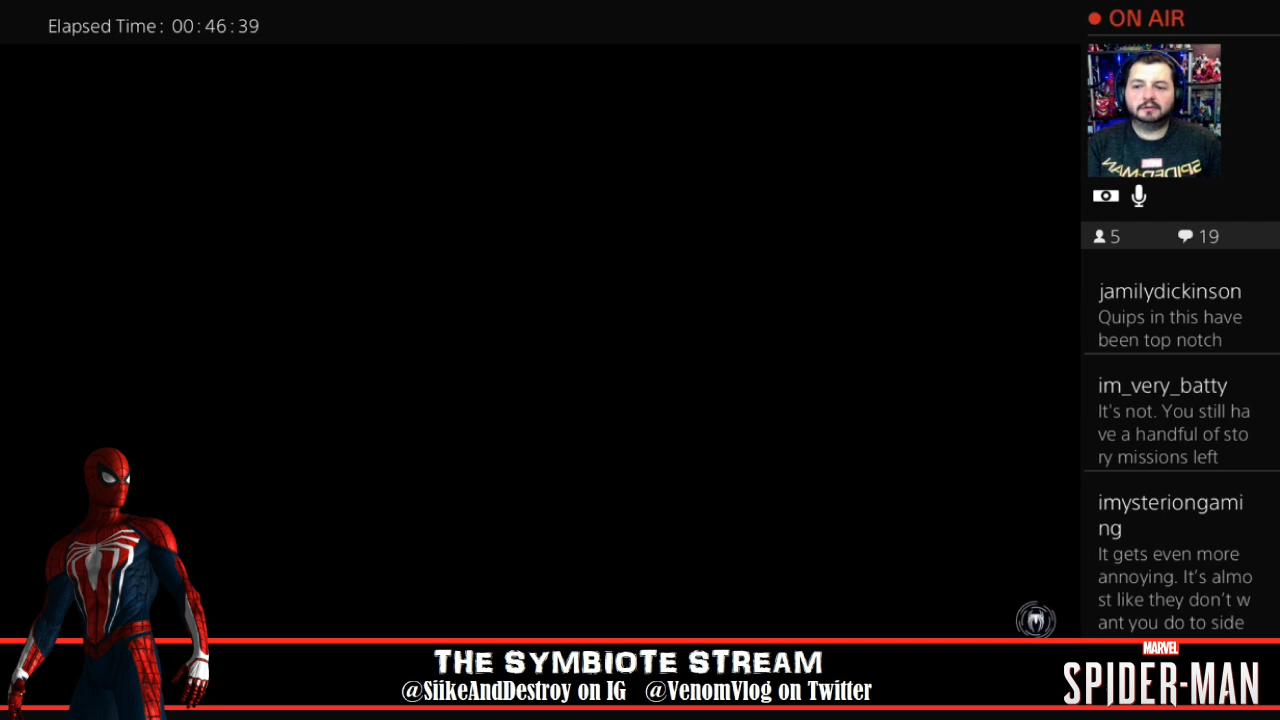 Elapsed Time: 00:46:39
ON AIR
5 19
jamilydickinson
Quips in this have
been top notch
im_very_batty
It's not. You still ha
ve a handful of sto
ry missions left
imysteriongami
ng
It gets even more
annoying. It's almo
st like they don't w
ant you do to side
THE SYMBIOTE STREAM
@SiikeAndDestroy on IG @VenomVlog on Twitter
MARVEL
SPIDER-MAN